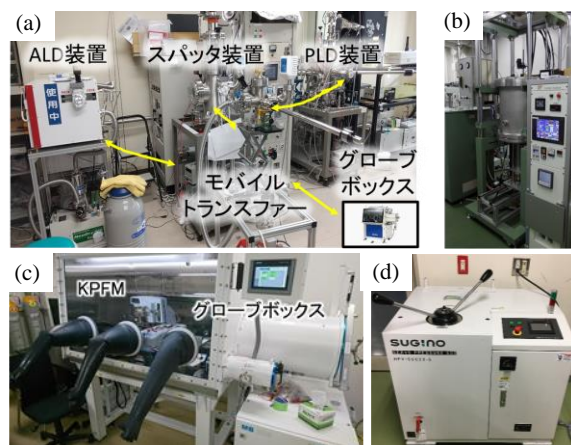 (a)
ALD装置
スパッタ装置
PLD装置
使用中
モバイル
トランスファー
グローブ
ボックス
(b)
(c)
KPFM
グローブボックス
(d)
SUGINO